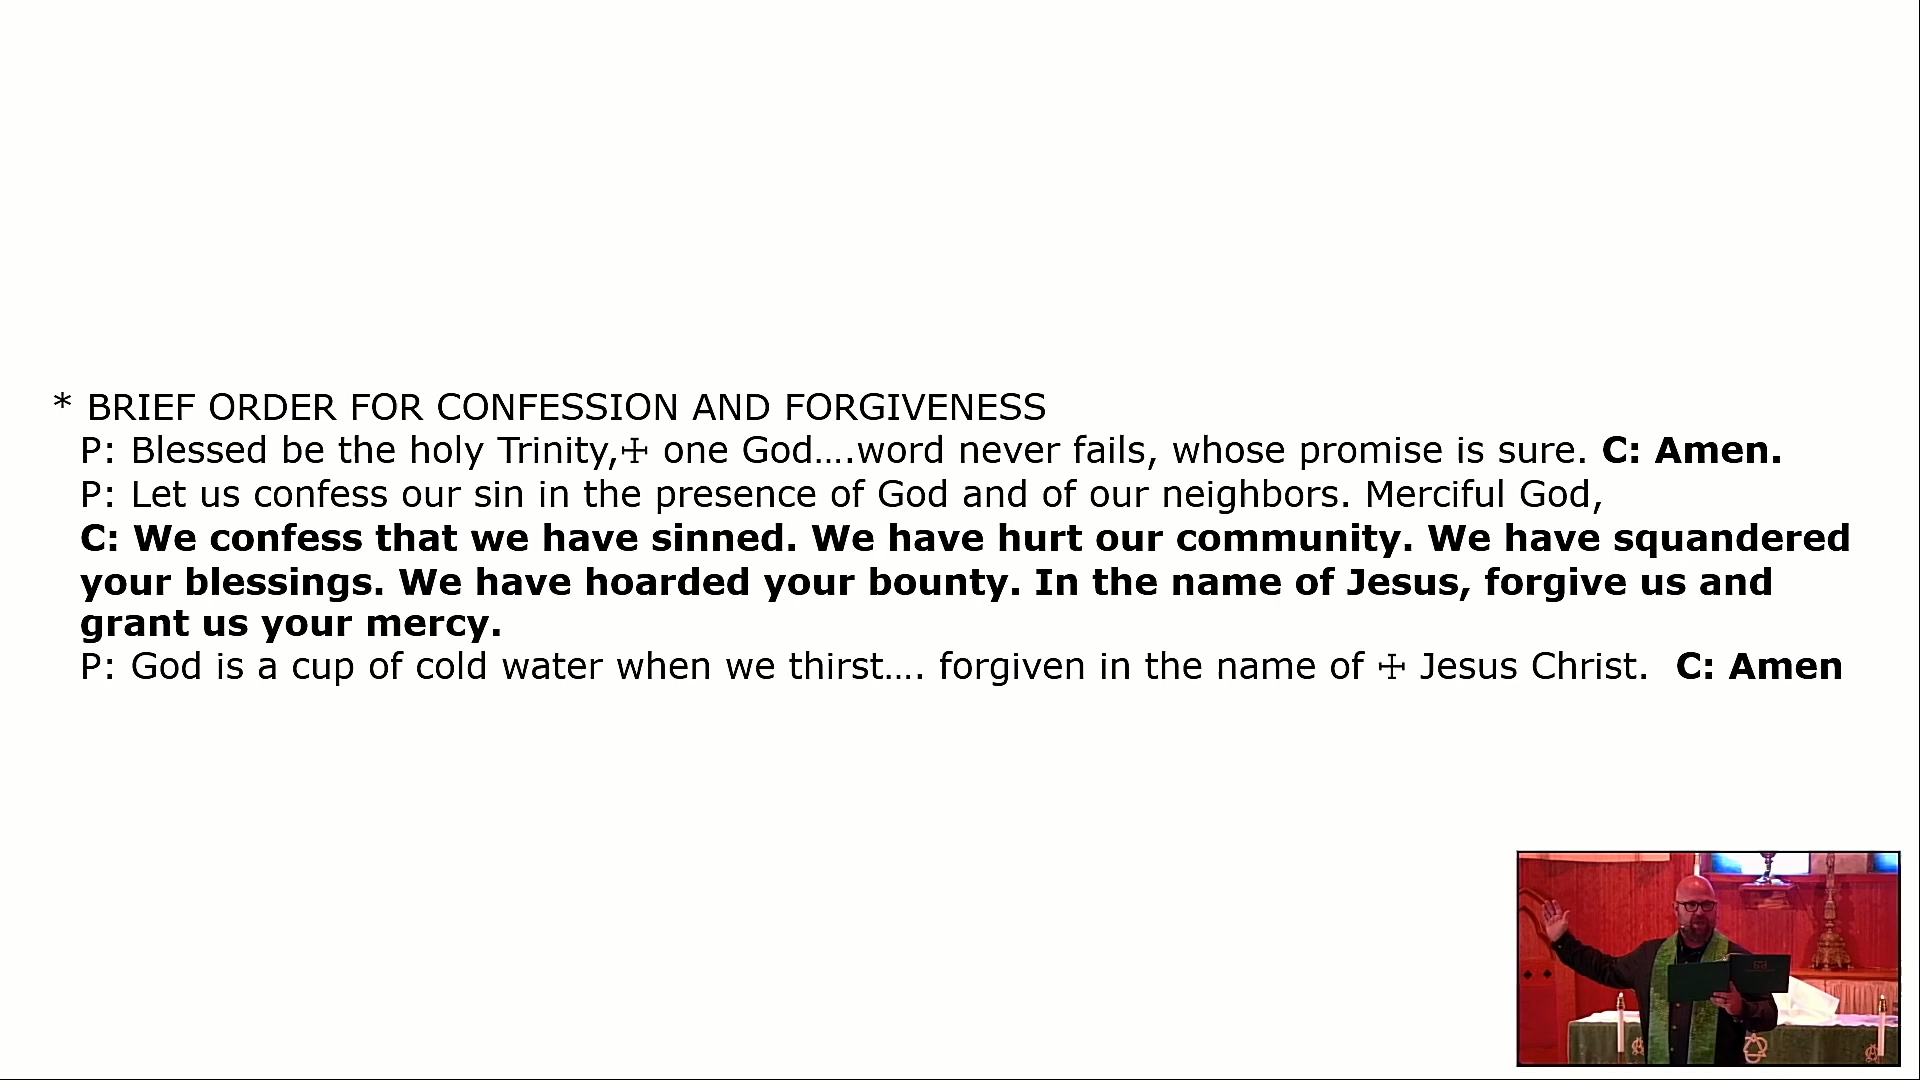 * BRIEF ORDER FOR CONFESSION AND FORGIVENESS
P: Blessed be the holy Trinity,☩ one God….word never fails, whose promise is sure. C: Amen.
P: Let us confess our sin in the presence of God and of our neighbors. Merciful God,
C: We confess that we have sinned. We have hurt our community. We have squandered
your blessings. We have hoarded your bounty. In the name of Jesus, forgive us and
grant us your mercy.
P: God is a cup of cold water when we thirst…. forgiven in the name of ☩ Jesus Christ.  C: Amen